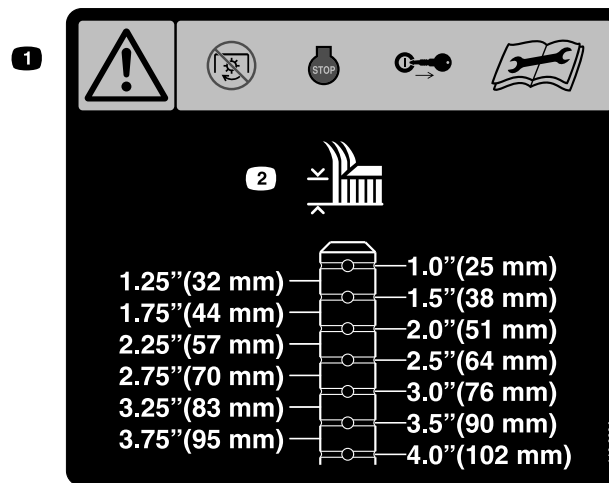 1
STOP
2
1.25”(32 mm)
1.75”(44 mm)
2.25”(57 mm)
2.75”(70 mm)
3.25”(83 mm)
3.75”(95 mm)
1.0”(25 mm)
1.5”(38 mm)
2.0”(51 mm)
2.5”(64 mm)
3.0”(76 mm)
3.5”(90 mm)
4.0”(102 mm)